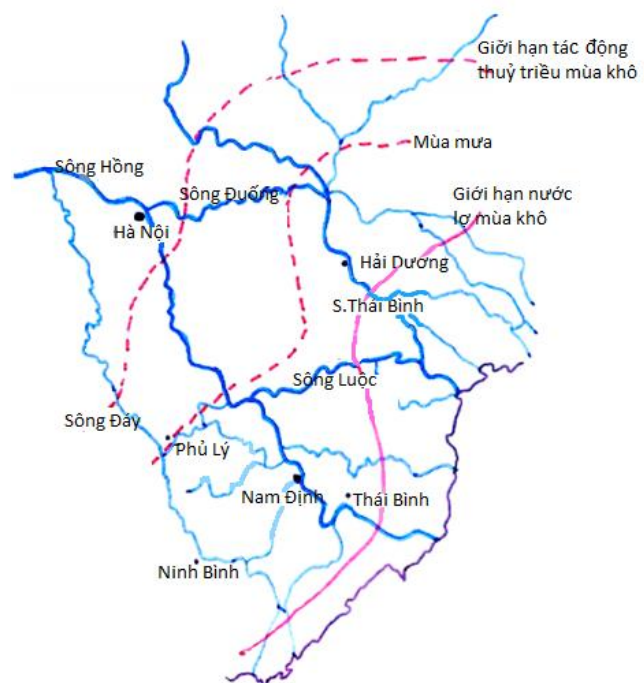 Giới hạn tác động
thuỷ triều mùa khô
Mùa mưa
Sông Hồng
Sông Đuống
Giới hạn nước
lợ mùa khô
Hà Nội
Hải Dương
S.Thái Bình
Sông Luộc
Sông Đáy
Phủ Lý
Nam Định
Thái Bình
Ninh Bình